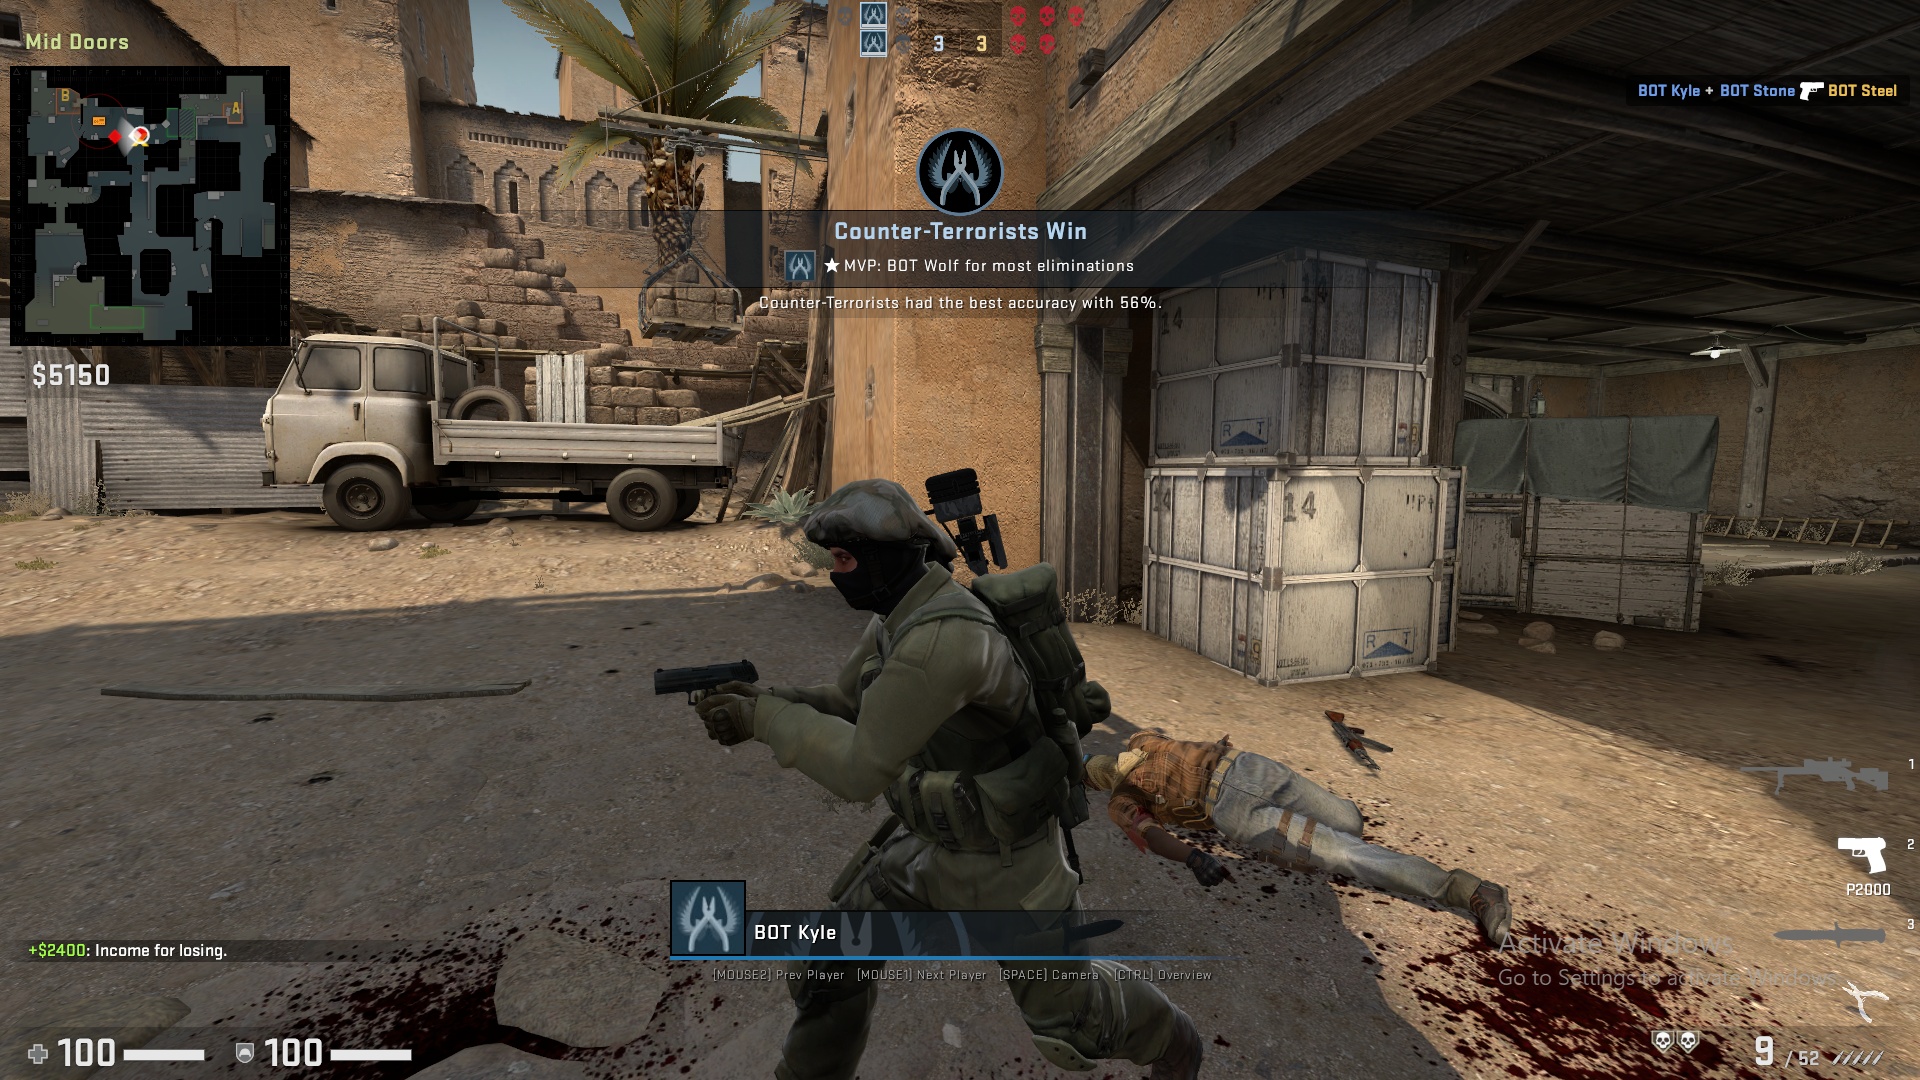 Mid Doors
B
A
3 3
BOT Kyle + BOT Stone BOT Steel
Counter-Terrorists Win
MVP: BOT Wolf for most eliminations
Counter-Terrorists had the best accuracy with 56%.
$5150
14
14
R T
14
14
R T
1
2
P2000
3
BOT Kyle
+$2400: Income for losing.
[MOUSE2] Prev Player [MOUSE1] Next Player [SPACE] Camera [CTRL] Overview
Activate Windows
Go to Settings to activate Windows.
100 100
9 / 52